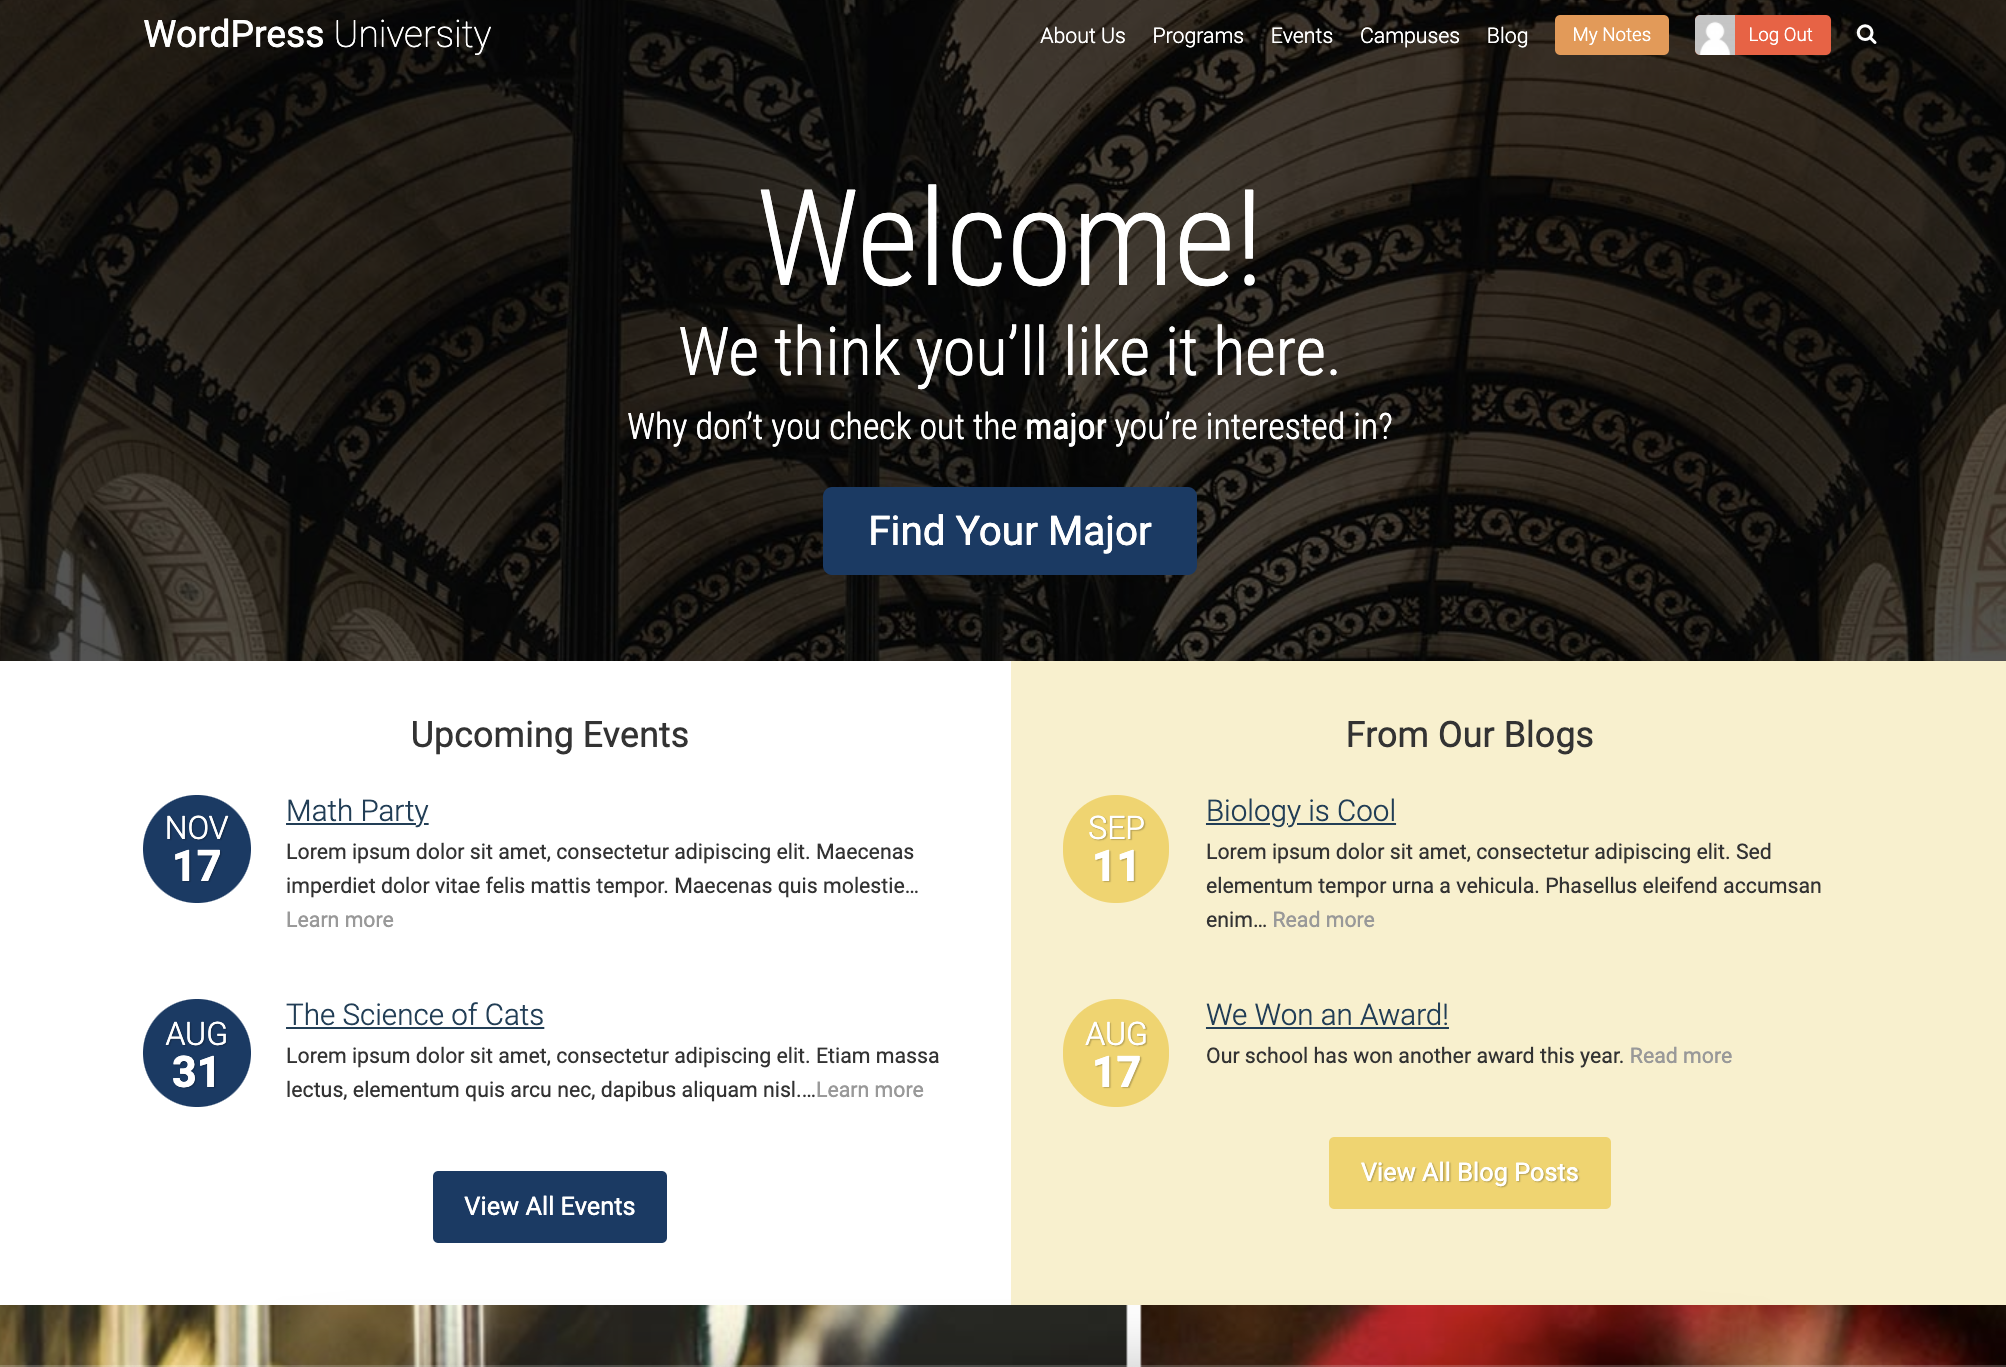 WordPress University
About Us Programs Events Campuses Blog My Notes Log Out
Welcome!
We think you’ll like it here.
Why don’t you check out the major you’re interested in?
Find Your Major
Upcoming Events
NOV
17
Math Party
Lorem ipsum dolor sit amet, consectetur adipiscing elit. Maecenas
imperdiet dolor vitae felis mattis tempor. Maecenas quis molestie…
Learn more
AUG
31
The Science of Cats
Lorem ipsum dolor sit amet, consectetur adipiscing elit. Etiam massa
lectus, elementum quis arcu nec, dapibus aliquam nisl.…Learn more
View All Events
From Our Blogs
SEP
11
Biology is Cool
Lorem ipsum dolor sit amet, consectetur adipiscing elit. Sed
elementum tempor urna a vehicula. Phasellus eleifend accumsan
enim… Read more
AUG
17
We Won an Award!
Our school has won another award this year. Read more
View All Blog Posts